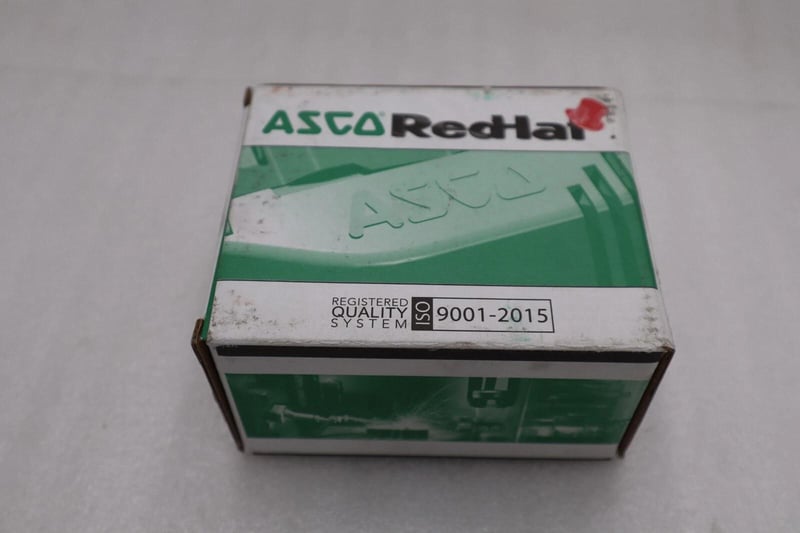 ASCO® RedHat
ASCO
REGISTERED
QUALITY
SYSTEM
ISO 9001-2015